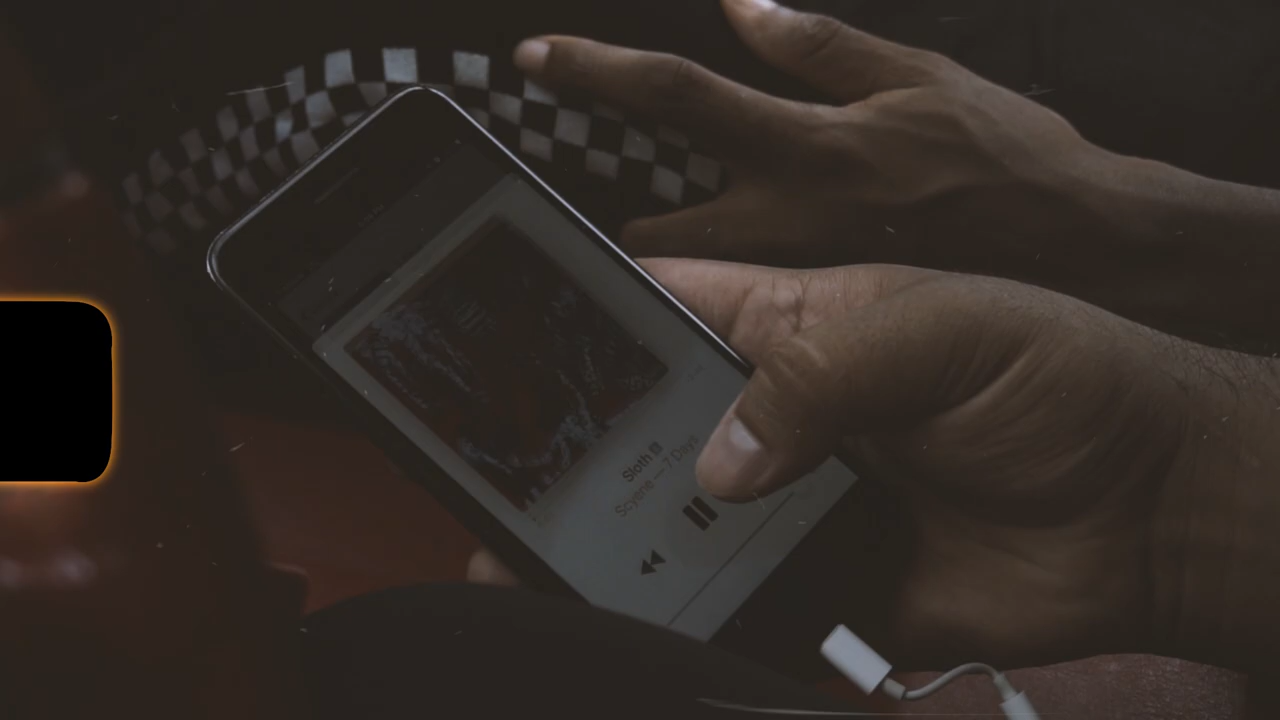 Sloth 🅴
Scyene — 7 Days